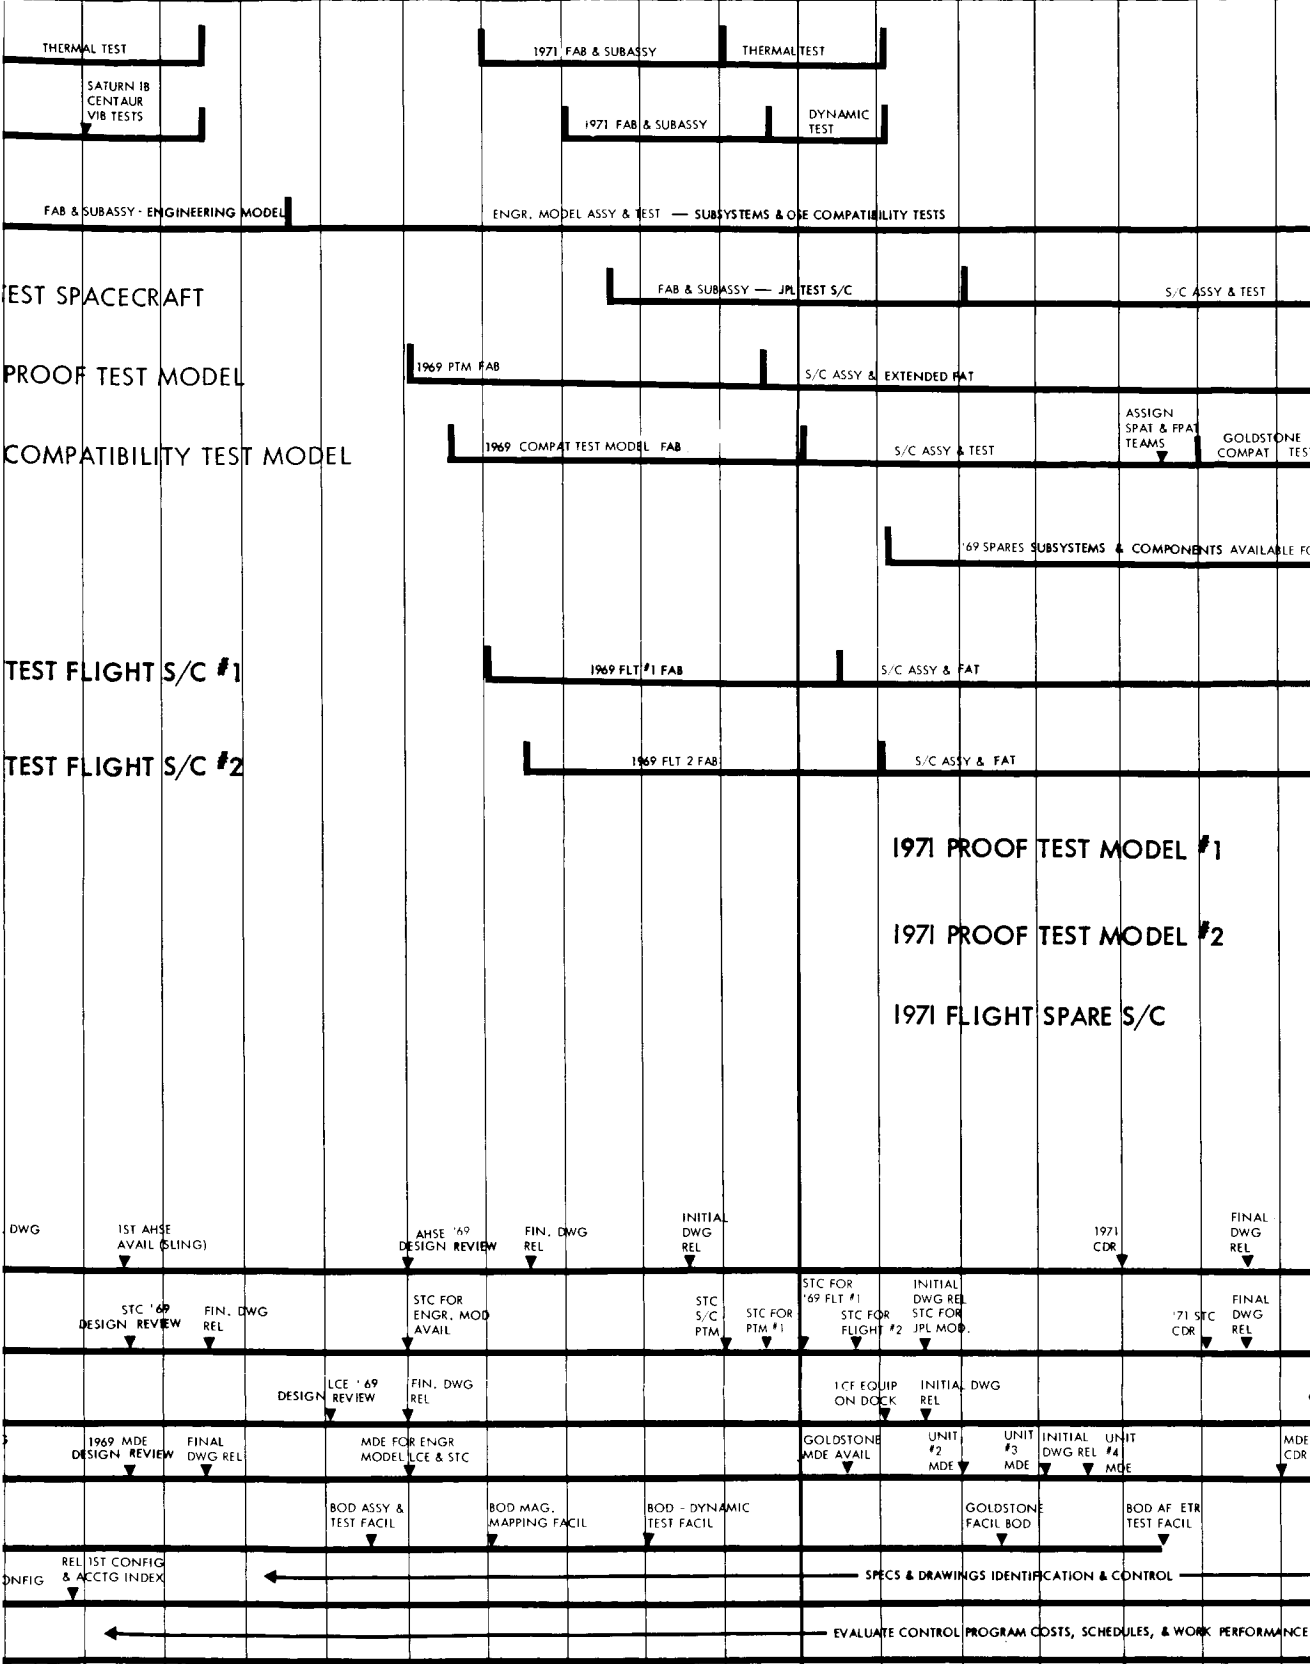 THERMAL TEST
1971 FAB & SUBASSY
THERMAL TEST
SATURN IB
CENTAUR
VIB TESTS
1971 FAB & SUBASSY
DYNAMIC
TEST
FAB & SUBASSY - ENGINEERING MODEL
ENGR. MODEL ASSY & TEST — SUBSYSTEMS & OSE COMPATIBILITY TESTS
EST SPACECRAFT
FAB & SUBASSY — JPL TEST S/C
S/C ASSY & TEST
PROOF TEST MODEL
1969 PTM FAB
S/C ASSY & EXTENDED FAT
COMPATIBILITY TEST MODEL
1969 COMPAT TEST MODEL FAB
S/C ASSY & TEST
ASSIGN
SPAT & FPAT
TEAMS
GOLDSTONE
COMPAT TEST
'69 SPARES SUBSYSTEMS & COMPONENTS AVAILABLE FO
TEST FLIGHT S/C #1
1969 FLT #1 FAB
S/C ASSY & FAT
TEST FLIGHT S/C #2
1969 FLT 2 FAB
S/C ASSY & FAT
1971 PROOF TEST MODEL #1
1971 PROOF TEST MODEL #2
1971 FLIGHT SPARE S/C
DWG
1ST AHSE
AVAIL (SLING)
AHSE '69
DESIGN REVIEW
FIN. DWG
REL
INITIAL
DWG
REL
1971
CDR
FINAL
DWG
REL
STC '69
DESIGN REVIEW
FIN. DWG
REL
STC FOR
ENGR. MOD
AVAIL
STC
S/C
PTM
STC FOR
PTM #1
STC FOR
'69 FLT #1
STC FOR
FLIGHT #2
INITIAL
DWG REL
STC FOR
JPL MOD.
'71 STC
CDR
FINAL
DWG
REL
LCE '69
DESIGN REVIEW
FIN. DWG
REL
LCE EQUIP
ON DOCK
INITIAL DWG
REL
1969 MDE
DESIGN REVIEW
FINAL
DWG REL
MDE FOR ENGR
MODEL LCE & STC
GOLDSTONE
MDE AVAIL
UNIT
#2
MDE
UNIT
#3
MDE
INITIAL
DWG REL
UNIT
#4
MDE
MDE
CDR
BOD ASSY &
TEST FACIL
BOD MAG.
MAPPING FACIL
BOD - DYNAMIC
TEST FACIL
GOLDSTONE
FACIL BOD
BOD AF ETR
TEST FACIL
ONFIG
REL 1ST CONFIG
& ACCTG INDEX
SPECS & DRAWINGS IDENTIFICATION & CONTROL
EVALUATE CONTROL PROGRAM COSTS, SCHEDULES, & WORK PERFORMANCE